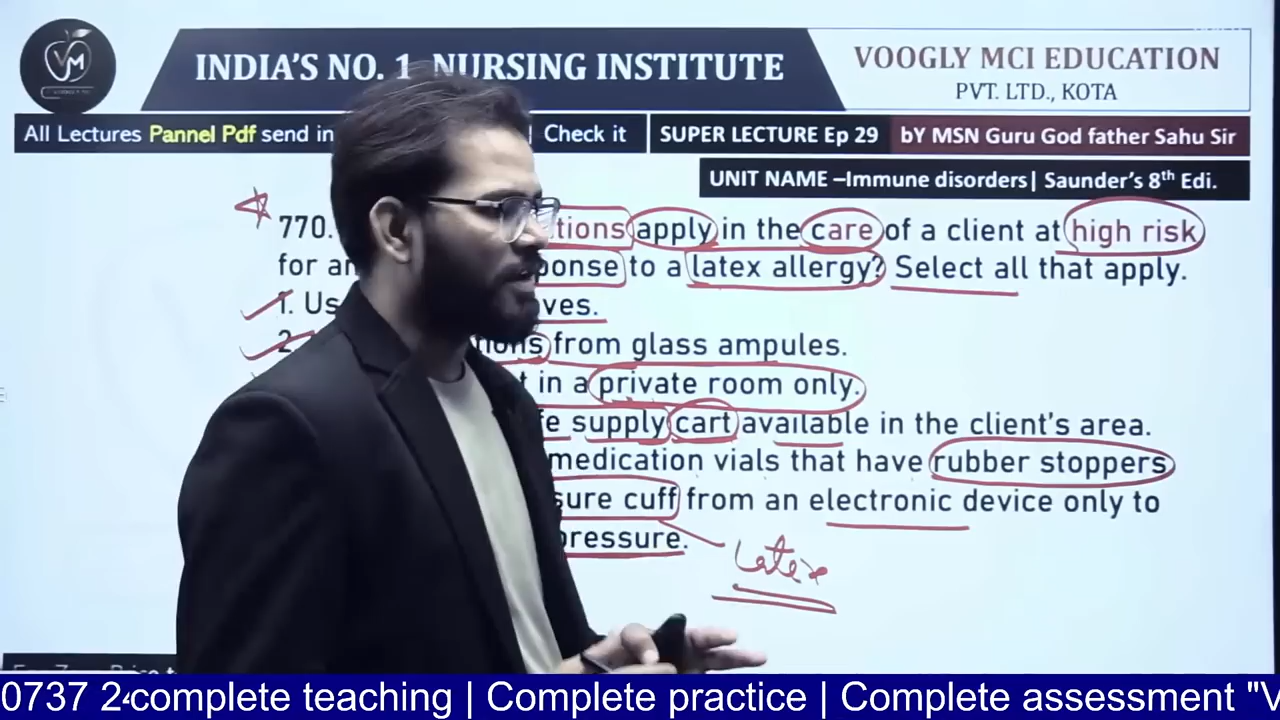 INDIA'S NO. 1 NURSING INSTITUTE
VOOGLY MCI EDUCATION
PVT. LTD., KOTA
VM
All Lectures Pannel Pdf send in | Check it
SUPER LECTURE Ep 29 bY MSN Guru God father Sahu Sir
UNIT NAME –Immune disorders| Saunder's 8th Edi.
770. tions apply in the care of a client at high risk
for an ponse to a latex allergy? Select all that apply.
1. Us ves.
2. from glass ampules.
t in a private room only.
fe supply cart available in the client's area.
medication vials that have rubber stoppers
sure cuff from an electronic device only to
pressure.
Latex
0737 24complete teaching | Complete practice | Complete assessment "V